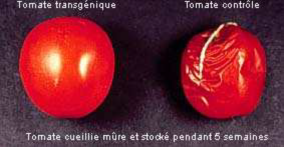 Tomate transgénique Tomate contrôle
Tomate cueillie mûre et stocké pendant 5 semaines